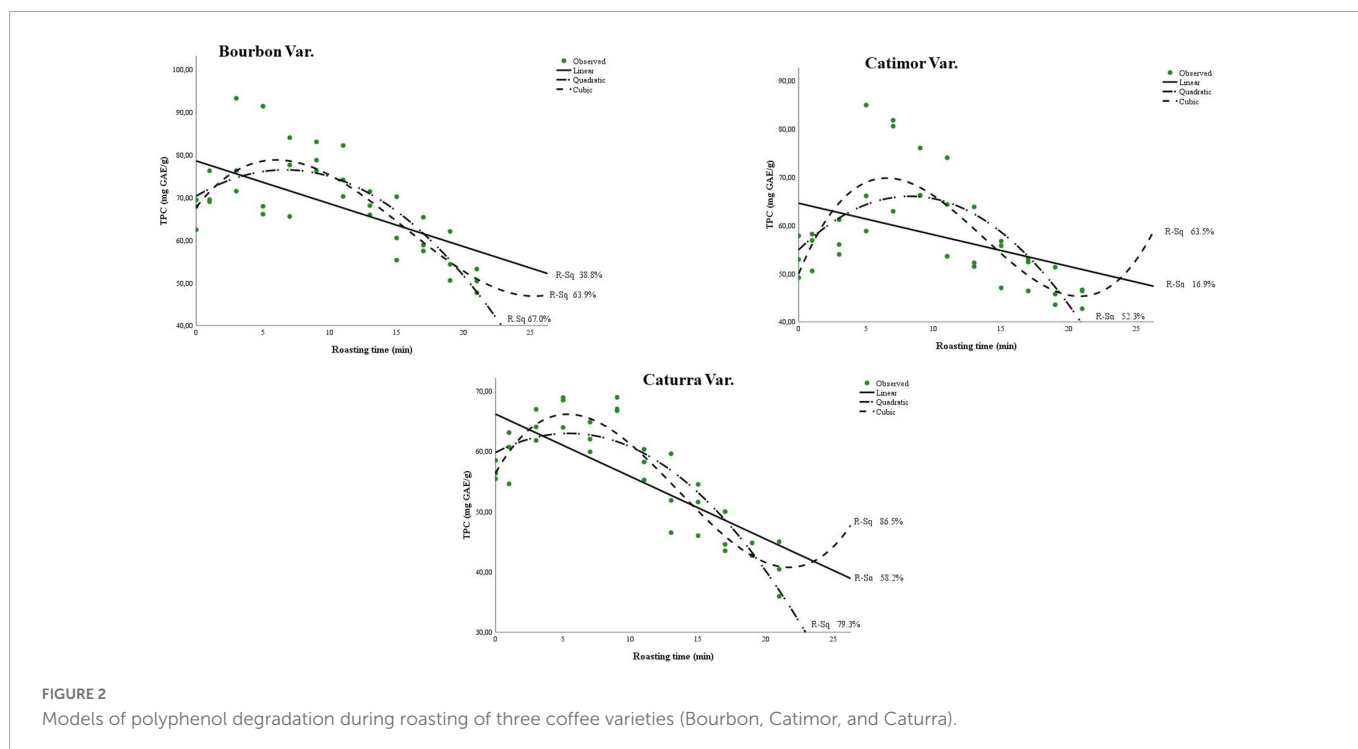 Bourbon Var.
100,00
90,00
80,00
70,00
60,00
50,00
40,00
TPC (mg GAE/g)
0 5 10 15 20 25
Roasting time (min)
Observed
Linear
Quadratic
Cubic
R-Sq 38.8%
R-Sq 63.9%
R.Sq 67.0%
Catimor Var.
90,00
80,00
70,00
60,00
50,00
40,00
TPC (mg GAE/g)
0 5 10 15 20 25
Roasting time (min)
Observed
Linear
Quadratic
Cubic
R-Sq 63.5%
R-Sq 16.9%
R-Sq 52.3%
Caturra Var.
70,00
60,00
50,00
40,00
30,00
TPC (mg GAE/g)
0 5 10 15 20 25
Roasting time (min)
Observed
Linear
Quadratic
Cubic
R-Sq 86.5%
R-Sq 58.2%
R-Sq 79.3%
FIGURE 2
Models of polyphenol degradation during roasting of three coffee varieties (Bourbon, Catimor, and Caturra).